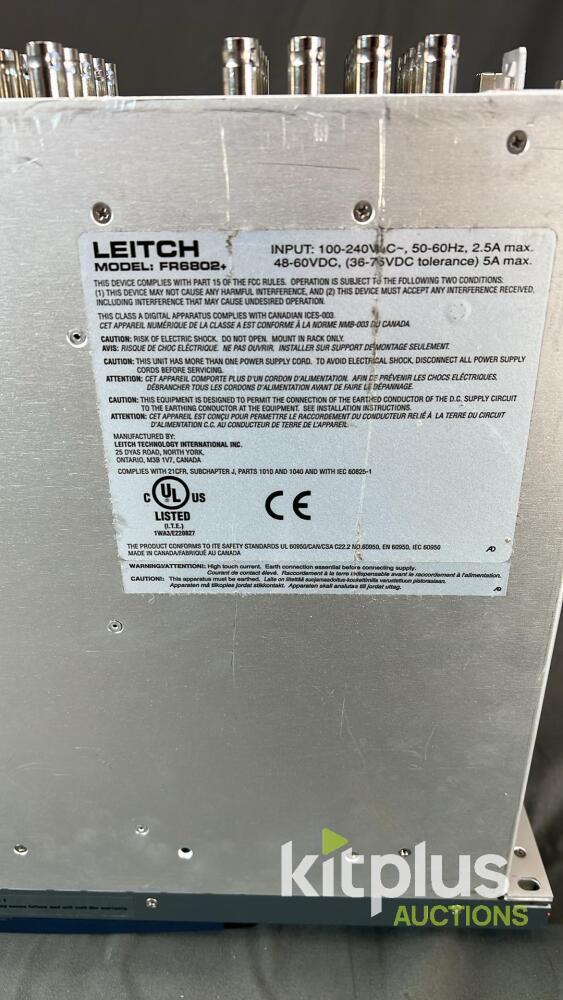 LEITCH
MODEL: FR6802+
INPUT: 100-240VAC~, 50-60Hz, 2.5A max.
48-60VDC, (36-75VDC tolerance) 5A max.
THIS DEVICE COMPLIES WITH PART 15 OF THE FCC RULES. OPERATION IS SUBJECT TO THE FOLLOWING TWO CONDITIONS:
(1) THIS DEVICE MAY NOT CAUSE HARMFUL INTERFERENCE, AND (2) THIS DEVICE MUST ACCEPT ANY INTERFERENCE RECEIVED,
INCLUDING INTERFERENCE THAT MAY CAUSE UNDESIRED OPERATION.
THIS CLASS A DIGITAL APPARATUS COMPLIES WITH CANADIAN ICES-003.
CET APPAREIL NUMÉRIQUE DE LA CLASSE A EST CONFORME À LA NORME NMB-003 DU CANADA
CAUTION: RISK OF ELECTRIC SHOCK. DO NOT OPEN. MOUNT IN RACK ONLY.
AVIS: RISQUE DE CHOC ÉLECTRIQUE. NE PAS OUVRIR. INSTALLER SUR SUPPORT DE MONTAGE SEULEMENT.
CAUTION: THIS UNIT HAS MORE THAN ONE POWER SUPPLY CORD. TO AVOID ELECTRICAL SHOCK, DISCONNECT ALL POWER SUPPLY
CORDS BEFORE SERVICING.
ATTENTION: CET APPAREIL COMPORTE PLUS D'UN CORDON D'ALIMENTATION. AFIN DE PRÉVENIR LES CHOCS ÉLECTRIQUES,
DÉBRANCHER TOUS LES CORDONS D'ALIMENTATION AVANT DE FAIRE LE DÉPANNAGE.
CAUTION: THIS EQUIPMENT IS DESIGNED TO PERMIT THE CONNECTION OF THE EARTHED CONDUCTOR OF THE D.C. SUPPLY CIRCUIT
TO THE EARTHING CONDUCTOR AT THE EQUIPMENT. SEE INSTALLATION INSTRUCTIONS.
ATTENTION: CET APPAREIL EST CONÇU POUR PERMETTRE LE RACCORDEMENT DU CONDUCTEUR RELIÉ À LA TERRE DU CIRCUIT
D'ALIMENTATION C.C. AU CONDUCTEUR DE TERRE DE L'APPAREIL.
MANUFACTURED BY:
LEITCH TECHNOLOGY INTERNATIONAL INC.
25 DYAS ROAD, NORTH YORK,
ONTARIO, M3B 1V7, CANADA
COMPLIES WITH 21CFR, SUBCHAPTER J, PARTS 1010 AND 1040 AND WITH IEC 60825-1
C UL US
CE
LISTED
(I.T.E.)
1WA3/E220827
THE PRODUCT CONFORMS TO ITE SAFETY STANDARDS UL 60950/CAN/CSA C22.2 NO.60950, EN 60950, IEC 60950
MADE IN CANADA/FABRIQUÉ AU CANADA
WARNING/ATTENTION: High touch current. Earth connection essential before connecting supply.
Courant de contact élevé. Raccordement à la terre indispensable avant le raccordement à l'alimentation.
CAUTION: This apparatus must be earthed. Laite on liitettävä suojamaadoitus-koskettimilla varustettuun pistorasiaan.
Apparaten må tilkoples jordat stikkontakt. Apparaten skall anslutas till jordat uttag.
kitplus
AUCTIONS